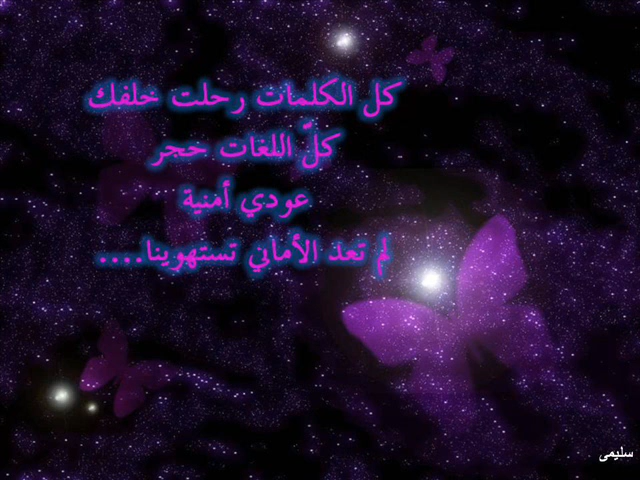 كل الكلمات رحلت خلفك
كلّ اللغات حجر
عودي أمنية
لم تعد الأماني تستهوينا....
سليمى